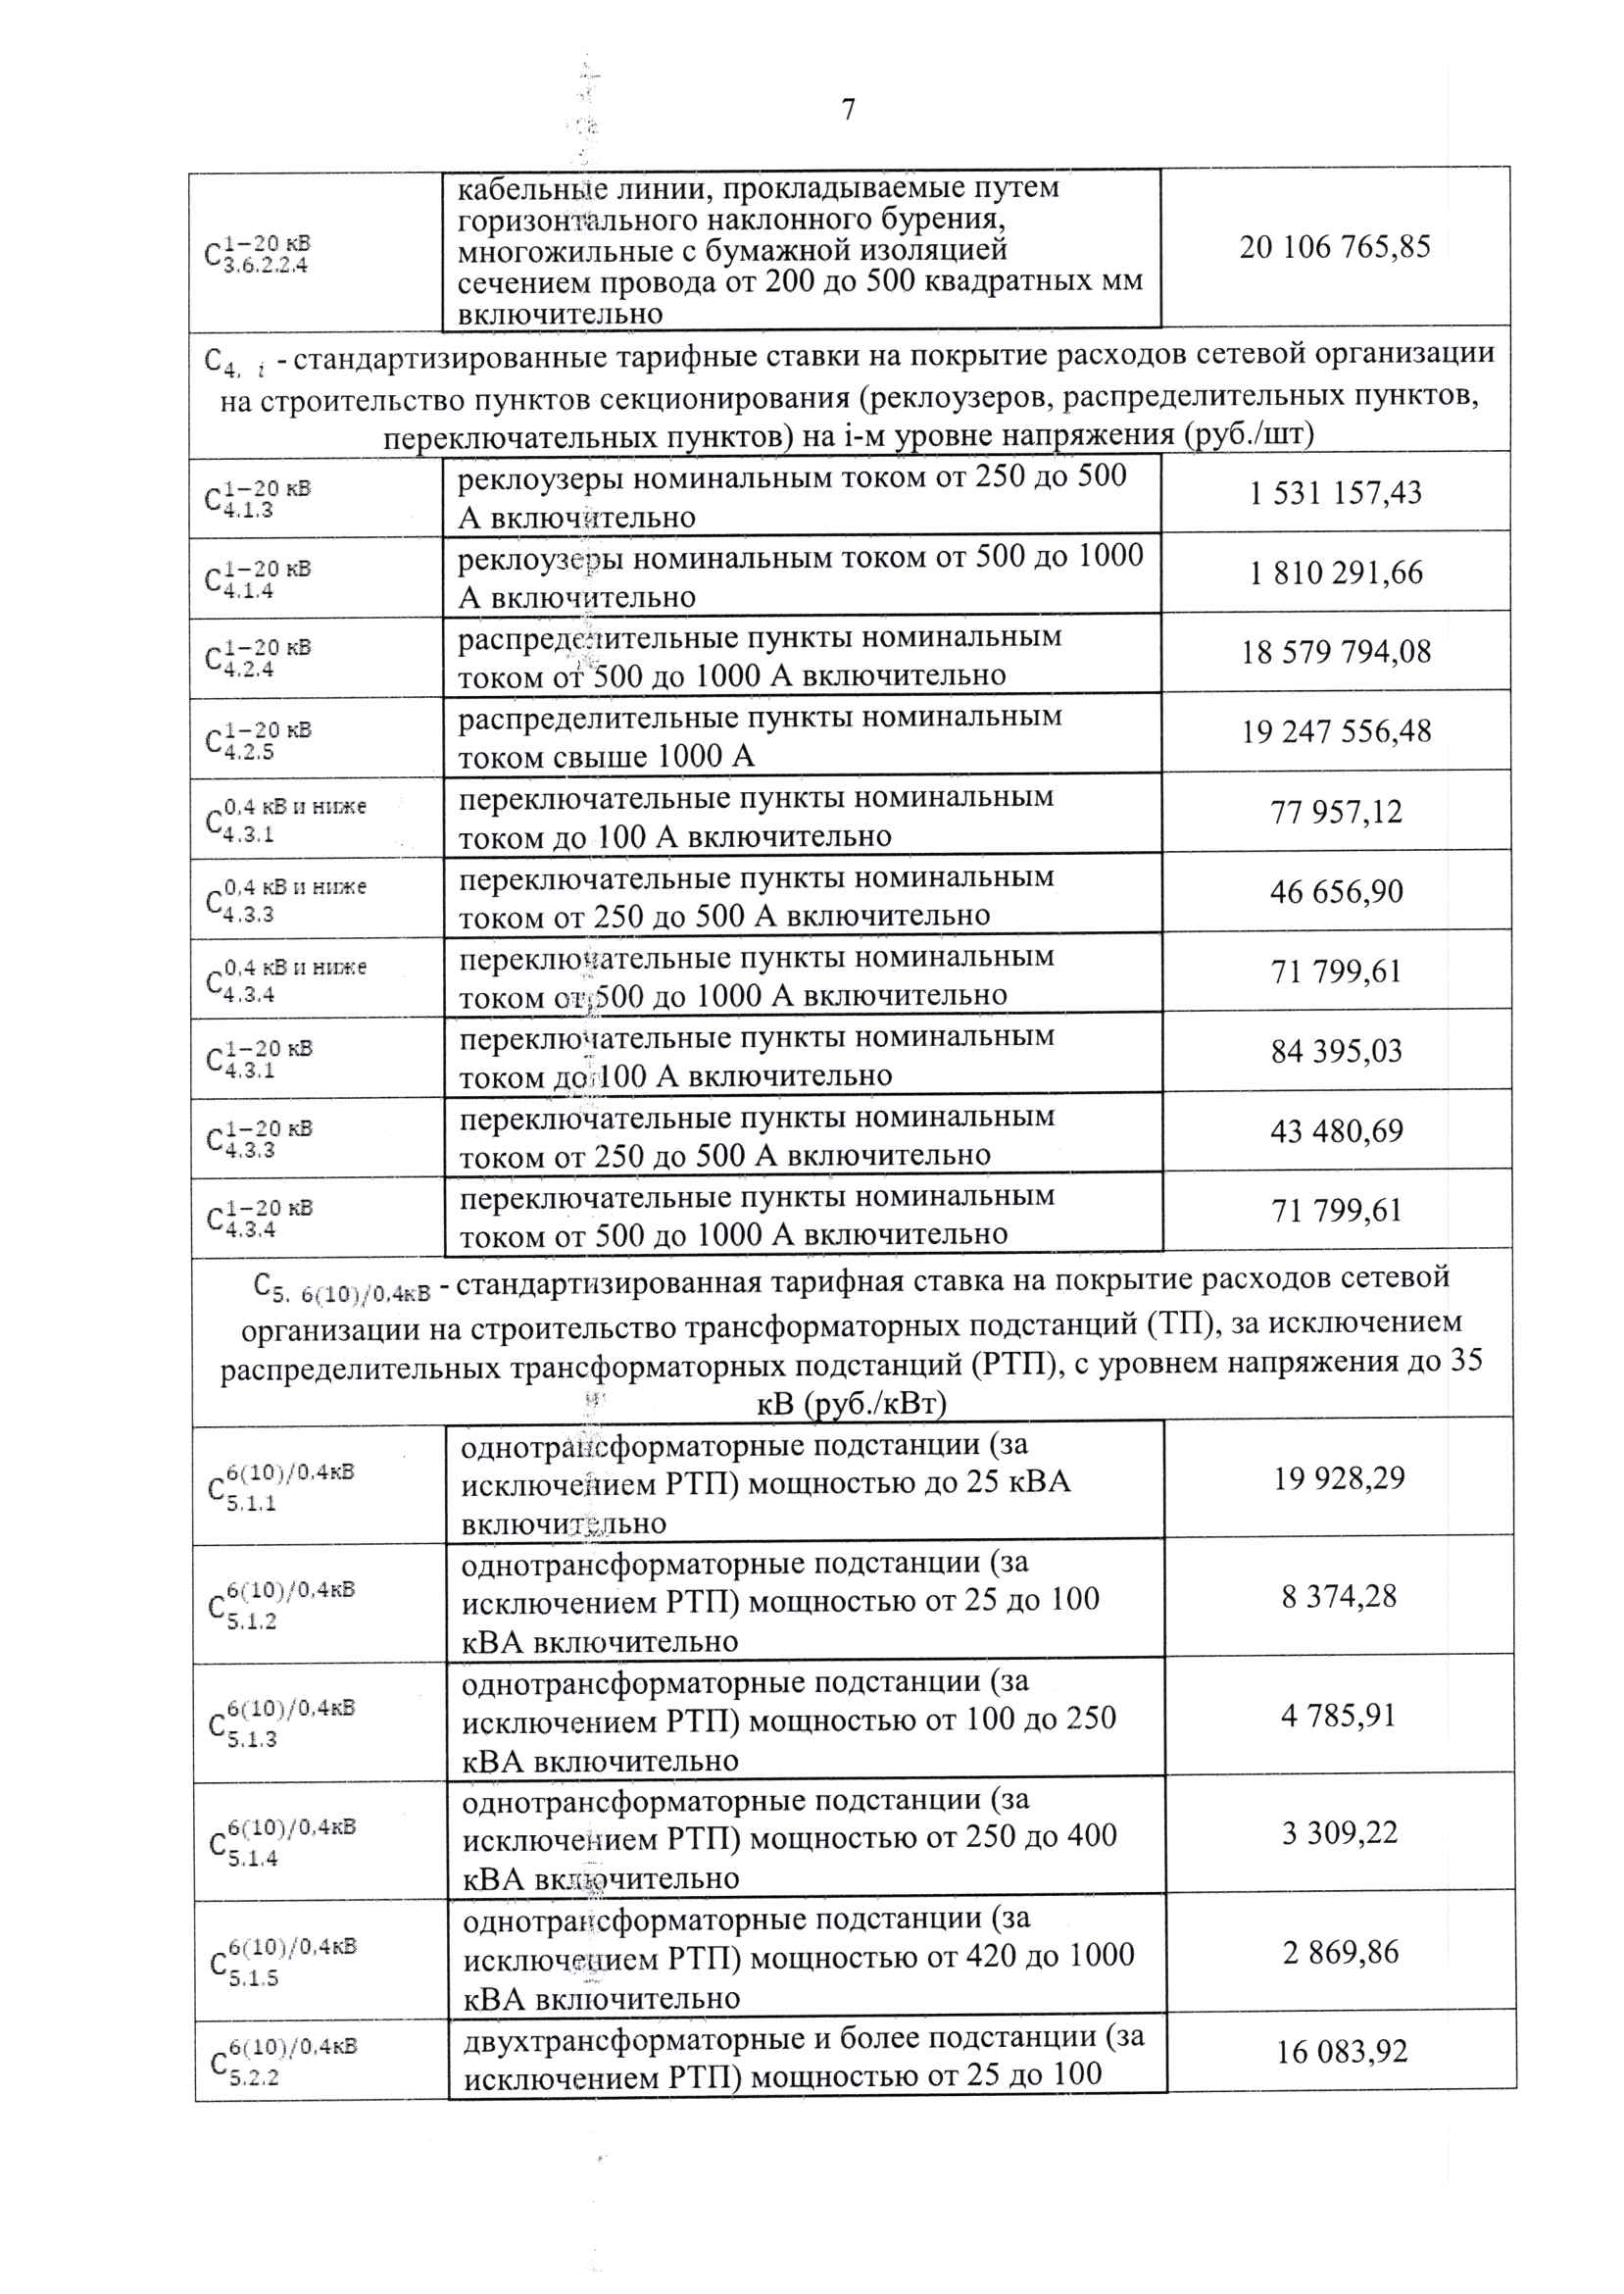 7
C 1–20 кВ 3.6.2.2.4
кабельные линии, прокладываемые путем
горизонтального наклонного бурения,
многожильные с бумажной изоляцией
сечением провода от 200 до 500 квадратных мм
включительно
20 106 765,85
C4, i - стандартизированные тарифные ставки на покрытие расходов сетевой организации
на строительство пунктов секционирования (реклоузеров, распределительных пунктов,
переключательных пунктов) на i-м уровне напряжения (руб./шт)
C 1–20 кВ 4.1.3
реклоузеры номинальным током от 250 до 500
А включительно
1 531 157,43
C 1–20 кВ 4.1.4
реклоузеры номинальным током от 500 до 1000
А включительно
1 810 291,66
C 1–20 кВ 4.2.4
распределительные пункты номинальным
током от 500 до 1000 А включительно
18 579 794,08
C 1–20 кВ 4.2.5
распределительные пункты номинальным
током свыше 1000 А
19 247 556,48
C 0,4 кВ и ниже 4.3.1
переключательные пункты номинальным
током до 100 А включительно
77 957,12
C 0,4 кВ и ниже 4.3.3
переключательные пункты номинальным
током от 250 до 500 А включительно
46 656,90
C 0,4 кВ и ниже 4.3.4
переключательные пункты номинальным
током от 500 до 1000 А включительно
71 799,61
C 1–20 кВ 4.3.1
переключательные пункты номинальным
током до 100 А включительно
84 395,03
C 1–20 кВ 4.3.3
переключательные пункты номинальным
током от 250 до 500 А включительно
43 480,69
C 1–20 кВ 4.3.4
переключательные пункты номинальным
током от 500 до 1000 А включительно
71 799,61
C5. 6(10)/0.4кВ - стандартизированная тарифная ставка на покрытие расходов сетевой
организации на строительство трансформаторных подстанций (ТП), за исключением
распределительных трансформаторных подстанций (РТП), с уровнем напряжения до 35
кВ (руб./кВт)
C 6(10)/0.4кВ 5.1.1
однотрансформаторные подстанции (за
исключением РТП) мощностью до 25 кВА
включительно
19 928,29
C 6(10)/0.4кВ 5.1.2
однотрансформаторные подстанции (за
исключением РТП) мощностью от 25 до 100
кВА включительно
8 374,28
C 6(10)/0.4кВ 5.1.3
однотрансформаторные подстанции (за
исключением РТП) мощностью от 100 до 250
кВА включительно
4 785,91
C 6(10)/0.4кВ 5.1.4
однотрансформаторные подстанции (за
исключением РТП) мощностью от 250 до 400
кВА включительно
3 309,22
C 6(10)/0.4кВ 5.1.5
однотрансформаторные подстанции (за
исключением РТП) мощностью от 420 до 1000
кВА включительно
2 869,86
C 6(10)/0.4кВ 5.2.2
двухтрансформаторные и более подстанции (за
исключением РТП) мощностью от 25 до 100
16 083,92